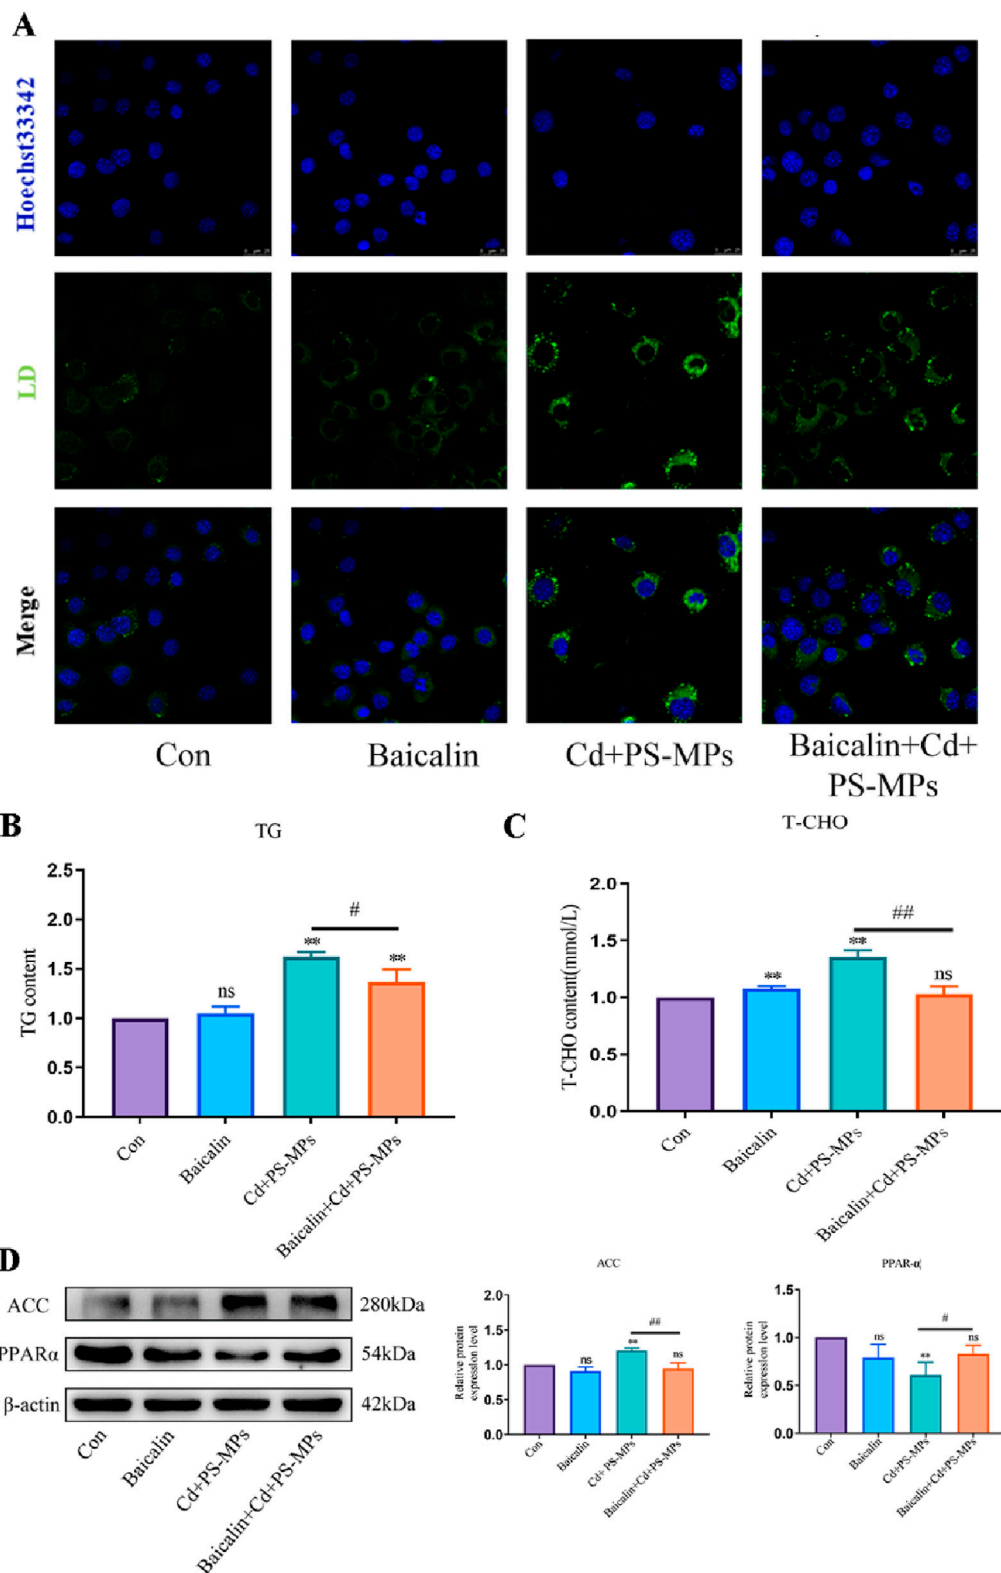 A
Hoechst33342
LD
Merge
Con
Baicalin
Cd+PS-MPs
Baicalin+Cd+
PS-MPs
B
TG
TG content
2.5
2.0
1.5
1.0
0.5
0.0
ns
**
#
**
Con
Baicalin
Cd+PS-MPs
Baicalin+Cd+PS-MPs
C
T-CHO
T-CHO content(mmol/L)
2.0
1.5
1.0
0.5
0.0
**
**
##
ns
Con
Baicalin
Cd+PS-MPs
Baicalin+Cd+PS-MPs
D
ACC
280kDa
PPARα
54kDa
β-actin
42kDa
Con
Baicalin
Cd+PS-MPs
Baicalin+Cd+PS-MPs
ACC
Relative protein
expression level
2.0
1.5
1.0
0.5
0.0
ns
**
##
ns
Con
Baicalin
Cd+ PS-MPs
Baicalin+Cd+PS-MPs
PPAR-α
Relative protein
expression level
1.5
1.0
0.5
0.0
ns
**
#
ns
Con
Baicalin
Cd+PS-MPs
Baicalin+Cd+PS-MPs